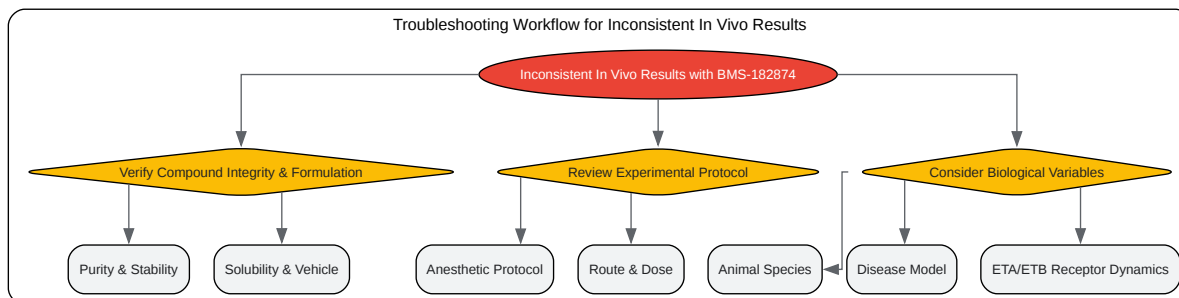 Troubleshooting Workflow for Inconsistent In Vivo Results
Inconsistent In Vivo Results with BMS-182874
Verify Compound Integrity & Formulation
Review Experimental Protocol
Consider Biological Variables
Purity & Stability
Solubility & Vehicle
Anesthetic Protocol
Route & Dose
Animal Species
Disease Model
ETA/ETB Receptor Dynamics